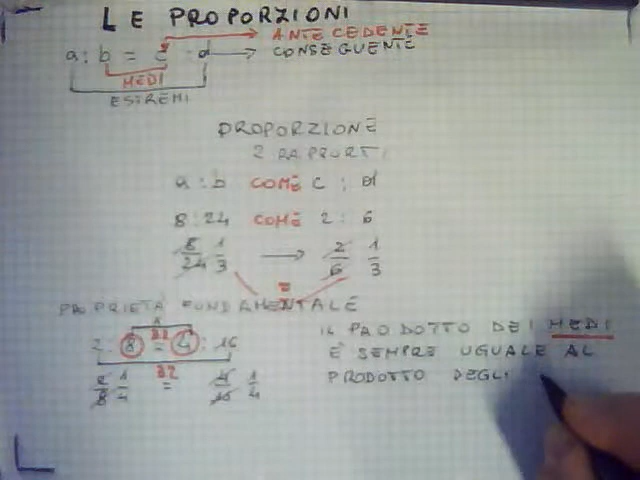 LE PROPORZIONI
ANTECEDENTE
a : b = c : d CONSEGUENTE
MEDI
ESTREMI
PROPORZIONE
2 RAPPORTI
a : b COME c : d
8 : 24 COME 2 : 6
8/24 1/3 → 2/6 1/3
=
PROPRIETÀ FUNDAMENTALE
IL PRODOTTO DEI MEDI
32
2 : 8 = 4 : 16
È SEMPRE UGUALE AL
32
PRODOTTO DEGLI
2/8 1/4 = 4/16 1/4